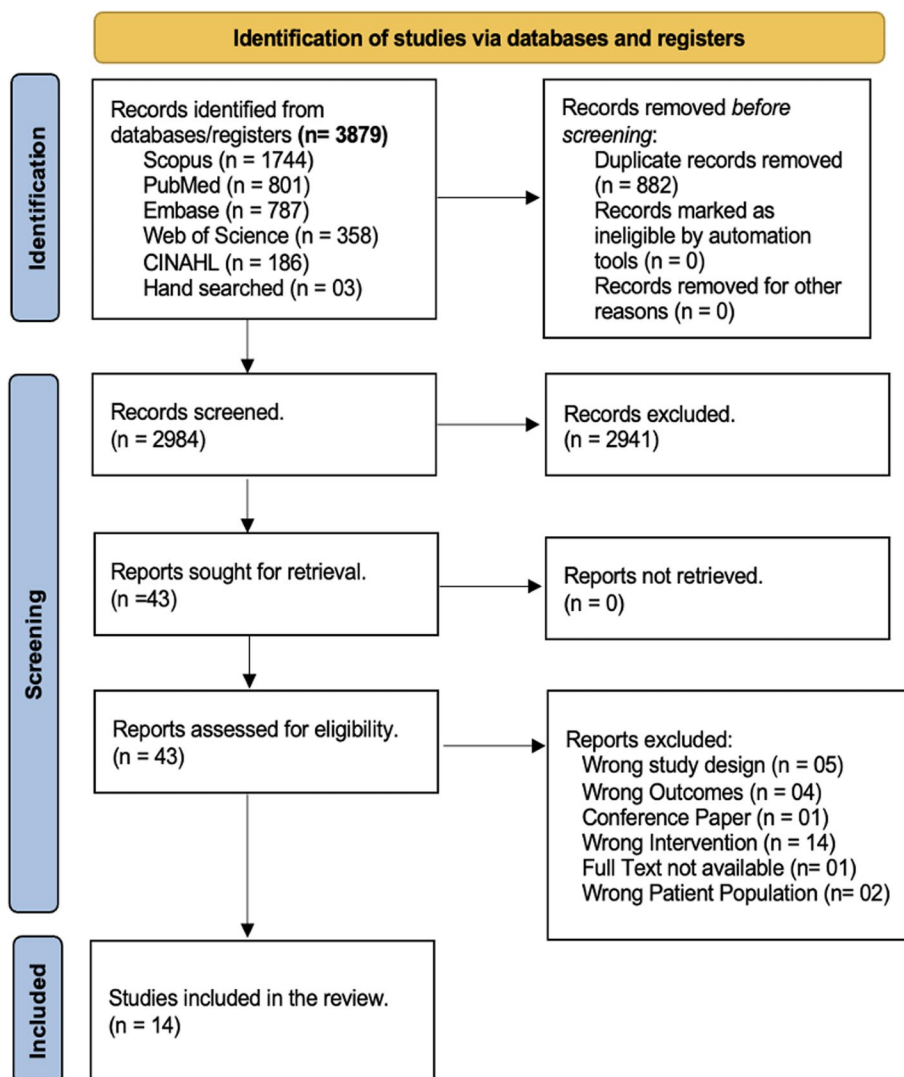 Identification of studies via databases and registers
Identification
Records identified from
databases/registers (n= 3879)
Scopus (n = 1744)
PubMed (n = 801)
Embase (n = 787)
Web of Science (n = 358)
CINAHL (n = 186)
Hand searched (n = 03)
Records removed before
screening:
Duplicate records removed
(n = 882)
Records marked as
ineligible by automation
tools (n = 0)
Records removed for other
reasons (n = 0)
Screening
Records screened.
(n = 2984)
Records excluded.
(n = 2941)
Reports sought for retrieval.
(n =43)
Reports not retrieved.
(n = 0)
Reports assessed for eligibility.
(n = 43)
Reports excluded:
Wrong study design (n = 05)
Wrong Outcomes (n = 04)
Conference Paper (n = 01)
Wrong Intervention (n = 14)
Full Text not available (n= 01)
Wrong Patient Population (n= 02)
Included
Studies included in the review.
(n = 14)